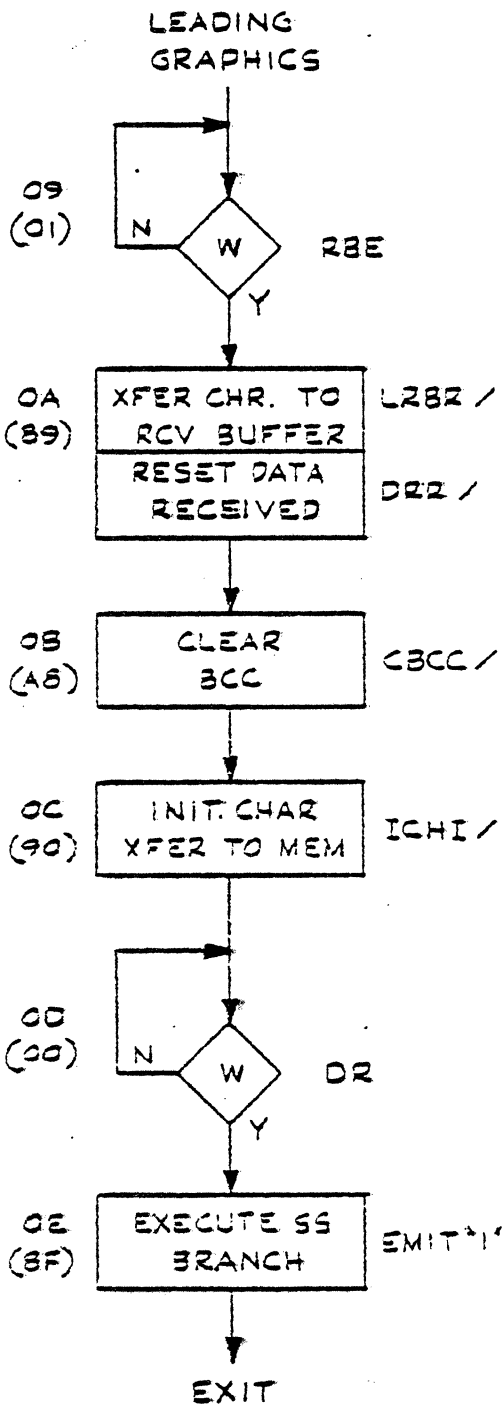 LEADING
GRAPHICS
09
(01)
N
W
RBE
Y
0A
(89)
XFER CHR. TO
RCV BUFFER
LRBR /
RESET DATA
RECEIVED
DRR /
0B
(A8)
CLEAR
BCC
CBCC /
0C
(90)
INIT. CHAR
XFER TO MEM
ICHI /
0D
(00)
N
W
DR
Y
0E
(8F)
EXECUTE SS
BRANCH
EMIT "1"
EXIT